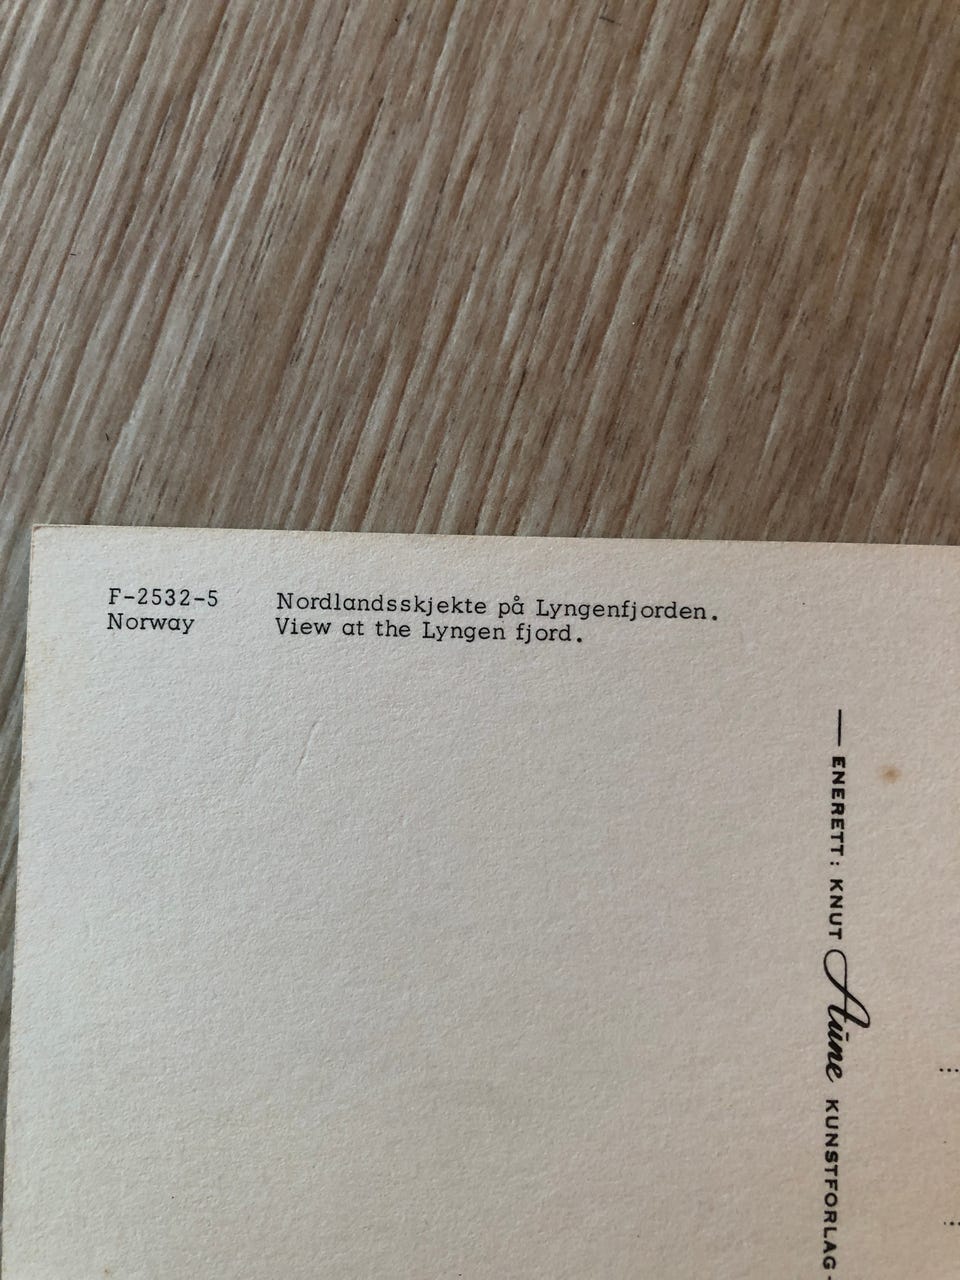 F-2532-5 Nordlandsskjekte på Lyngenfjorden.
Norway View at the Lyngen fjord.
— ENERETT: KNUT Aune KUNSTFORLAG -